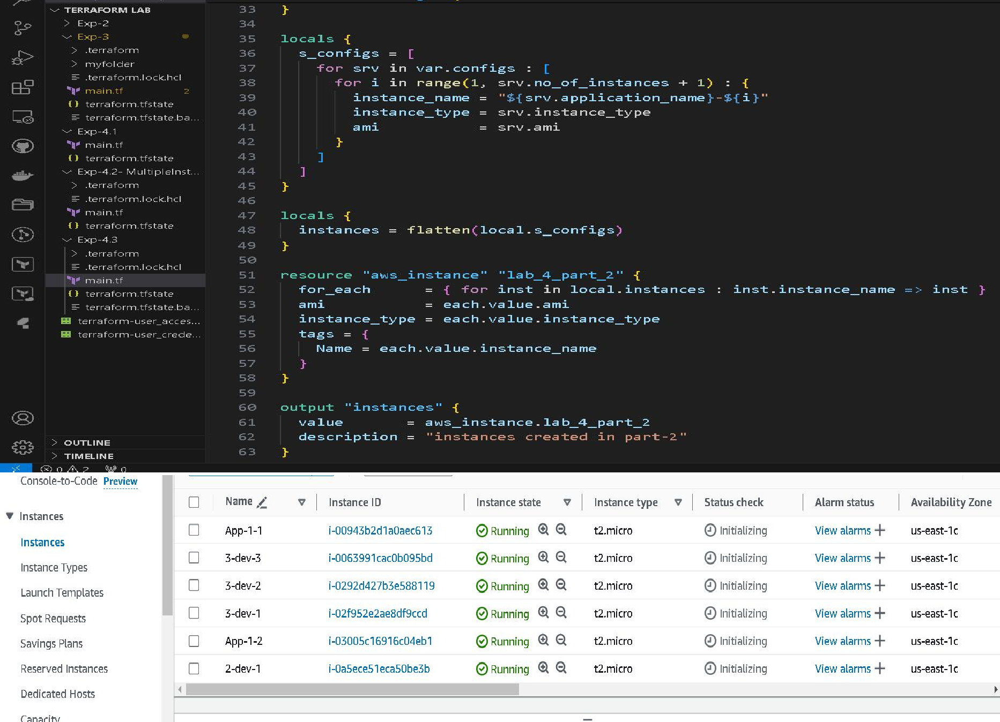 TERRAFORM LAB
Exp-2
Exp-3
.terraform
myfolder
.terraform.lock.hcl
main.tf 2
terraform.tfstate
terraform.tfstate.ba...
Exp-4.1
main.tf
terraform.tfstate
Exp-4.2- MultipleInst...
.terraform
.terraform.lock.hcl
main.tf
terraform.tfstate
Exp-4.3
.terraform
.terraform.lock.hcl
main.tf
terraform.tfstate
terraform.tfstate.ba...
terraform-user_acces...
terraform-user_crede...
OUTLINE
TIMELINE
33 }
34
35 locals {
36 s_configs = [
37 for srv in var.configs : [
38 for i in range(1, srv.no_of_instances + 1) : {
39 instance_name = "${srv.application_name}-${i}"
40 instance_type = srv.instance_type
41 ami = srv.ami
42 }
43 ]
44 ]
45 }
46
47 locals {
48 instances = flatten(local.s_configs)
49 }
50
51 resource "aws_instance" "lab_4_part_2" {
52 for_each = { for inst in local.instances : inst.instance_name => inst }
53 ami = each.value.ami
54 instance_type = each.value.instance_type
55 tags = {
56 Name = each.value.instance_name
57 }
58 }
59
60 output "instances" {
61 value = aws_instance.lab_4_part_2
62 description = "instances created in part-2"
63 }
0 2 0
Console-to-Code Preview
Instances
Instances
Instance Types
Launch Templates
Spot Requests
Savings Plans
Reserved Instances
Dedicated Hosts
Capacity
Name Instance ID Instance state Instance type Status check Alarm status Availability Zone
App-1-1 i-00943b2d1a0aec613 Running t2.micro Initializing View alarms + us-east-1c
3-dev-3 i-0063991cac0b095bd Running t2.micro Initializing View alarms + us-east-1c
3-dev-2 i-0292d427b3e588119 Running t2.micro Initializing View alarms + us-east-1c
3-dev-1 i-02f952e2ae8df9ccd Running t2.micro Initializing View alarms + us-east-1c
App-1-2 i-03005c16916c04eb1 Running t2.micro Initializing View alarms + us-east-1c
2-dev-1 i-0a5ece51eca50be3b Running t2.micro Initializing View alarms + us-east-1c